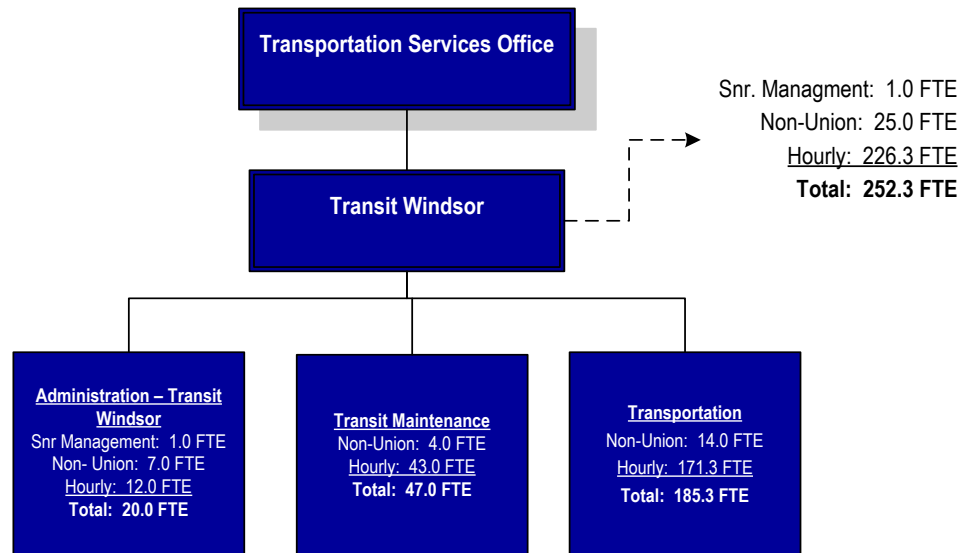 Transportation Services Office
Snr. Managment: 1.0 FTE
Non-Union: 25.0 FTE
Hourly: 226.3 FTE
Total: 252.3 FTE
Transit Windsor
Administration – Transit
Windsor
Snr Management: 1.0 FTE
Non- Union: 7.0 FTE
Hourly: 12.0 FTE
Total: 20.0 FTE
Transit Maintenance
Non-Union: 4.0 FTE
Hourly: 43.0 FTE
Total: 47.0 FTE
Transportation
Non-Union: 14.0 FTE
Hourly: 171.3 FTE
Total: 185.3 FTE